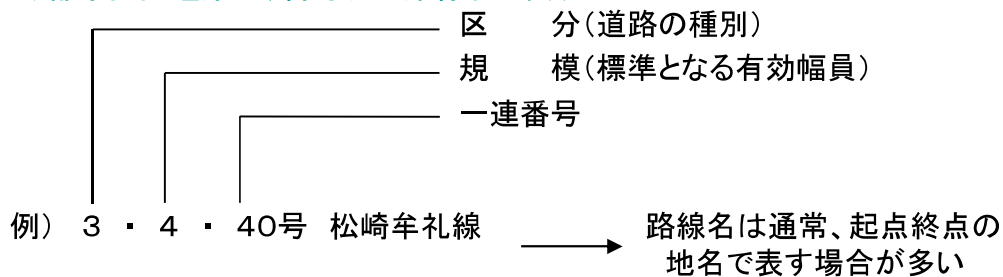 区　　分(道路の種別)
規　　模(標準となる有効幅員)
一連番号
例) 3 ・ 4 ・ 40号 松崎牟礼線
路線名は通常、起点終点の
地名で表す場合が多い